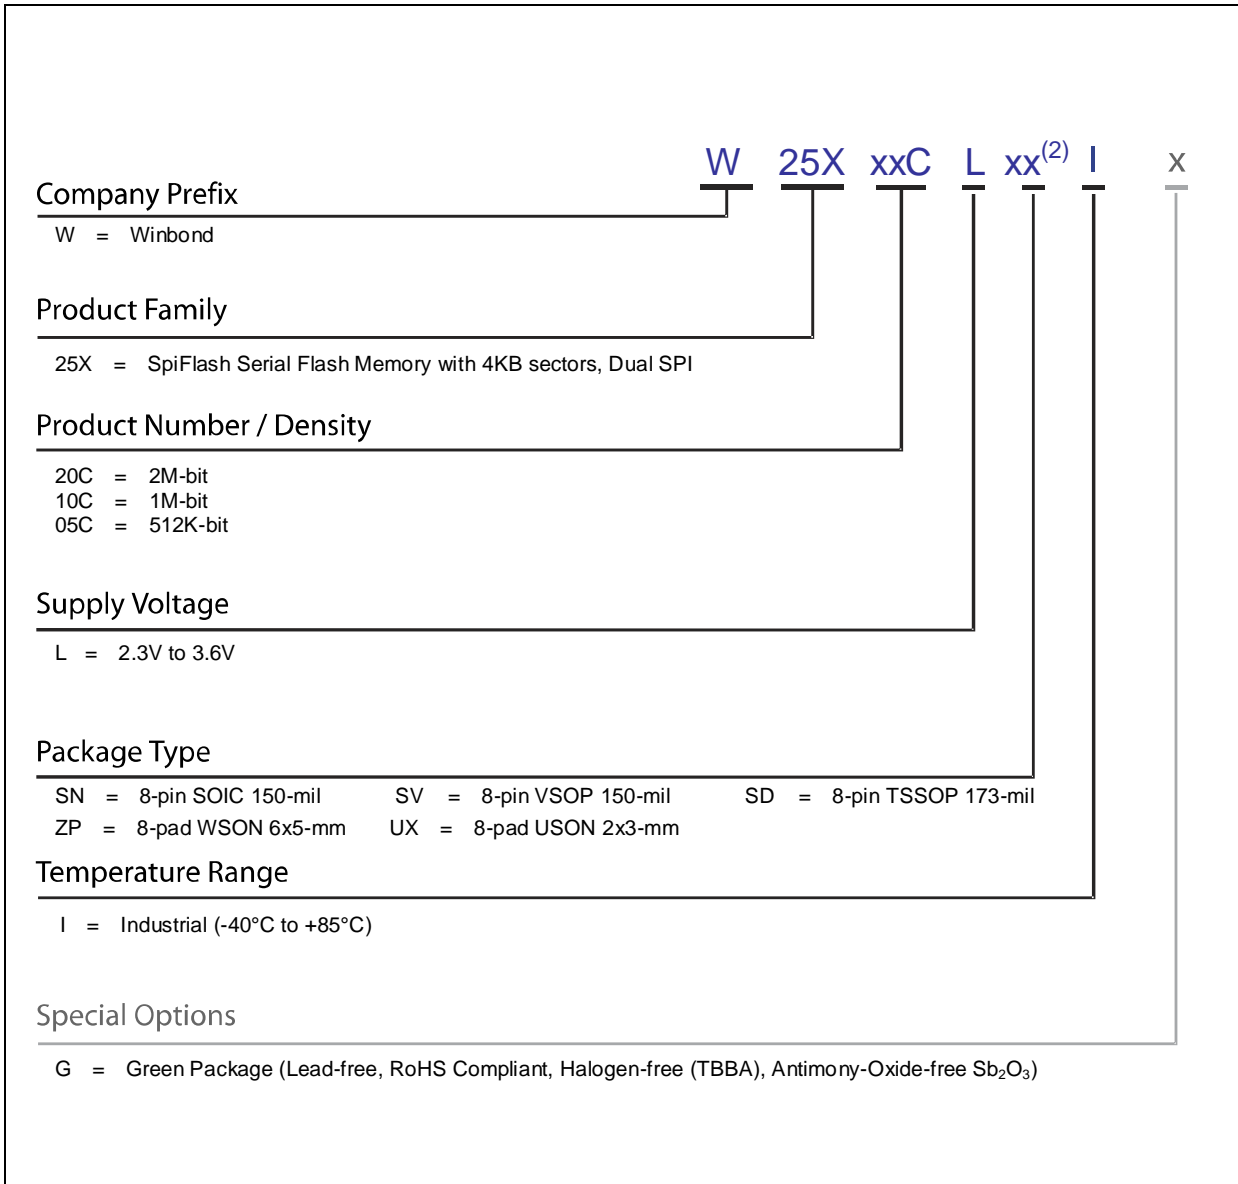 W 25X xxC L xx(2) I x
Company Prefix
W = Winbond
Product Family
25X = SpiFlash Serial Flash Memory with 4KB sectors, Dual SPI
Product Number / Density
20C = 2M-bit
10C = 1M-bit
05C = 512K-bit
Supply Voltage
L = 2.3V to 3.6V
Package Type
SN = 8-pin SOIC 150-mil SV = 8-pin VSOP 150-mil SD = 8-pin TSSOP 173-mil
ZP = 8-pad WSON 6x5-mm UX = 8-pad USON 2x3-mm
Temperature Range
I = Industrial (-40°C to +85°C)
Special Options
G = Green Package (Lead-free, RoHS Compliant, Halogen-free (TBBA), Antimony-Oxide-free Sb₂O₃)